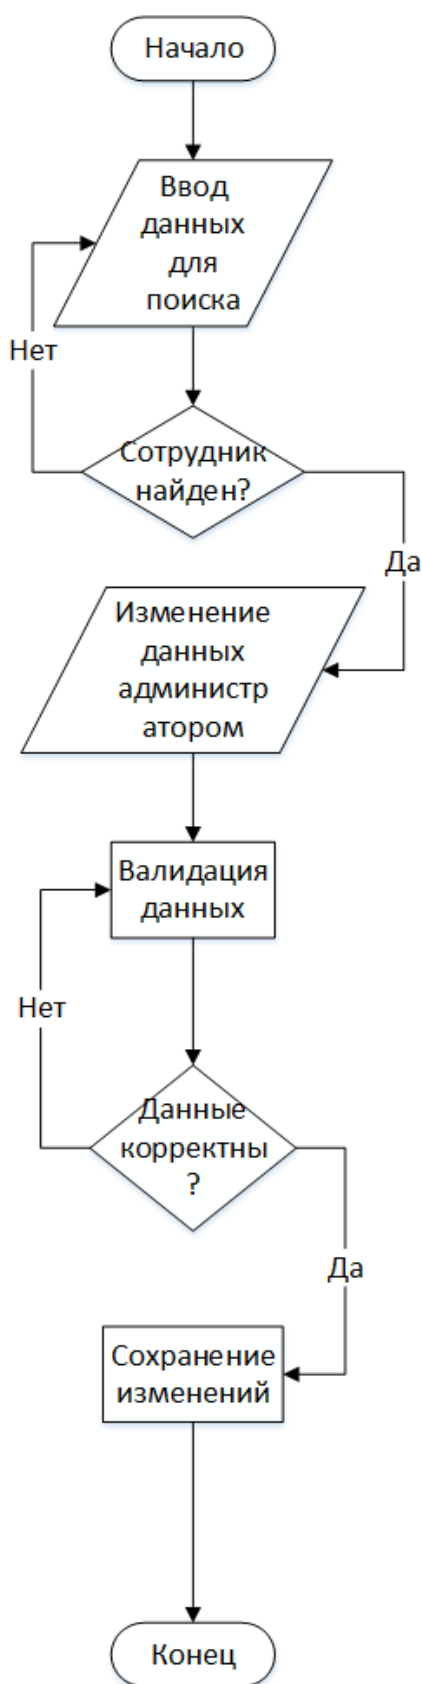 Начало
Ввод
данных
для
поиска
Нет
Сотрудник
найден?
Да
Изменение
данных
администр
атором
Валидация
данных
Нет
Данные
корректны
?
Да
Сохранение
изменений
Конец